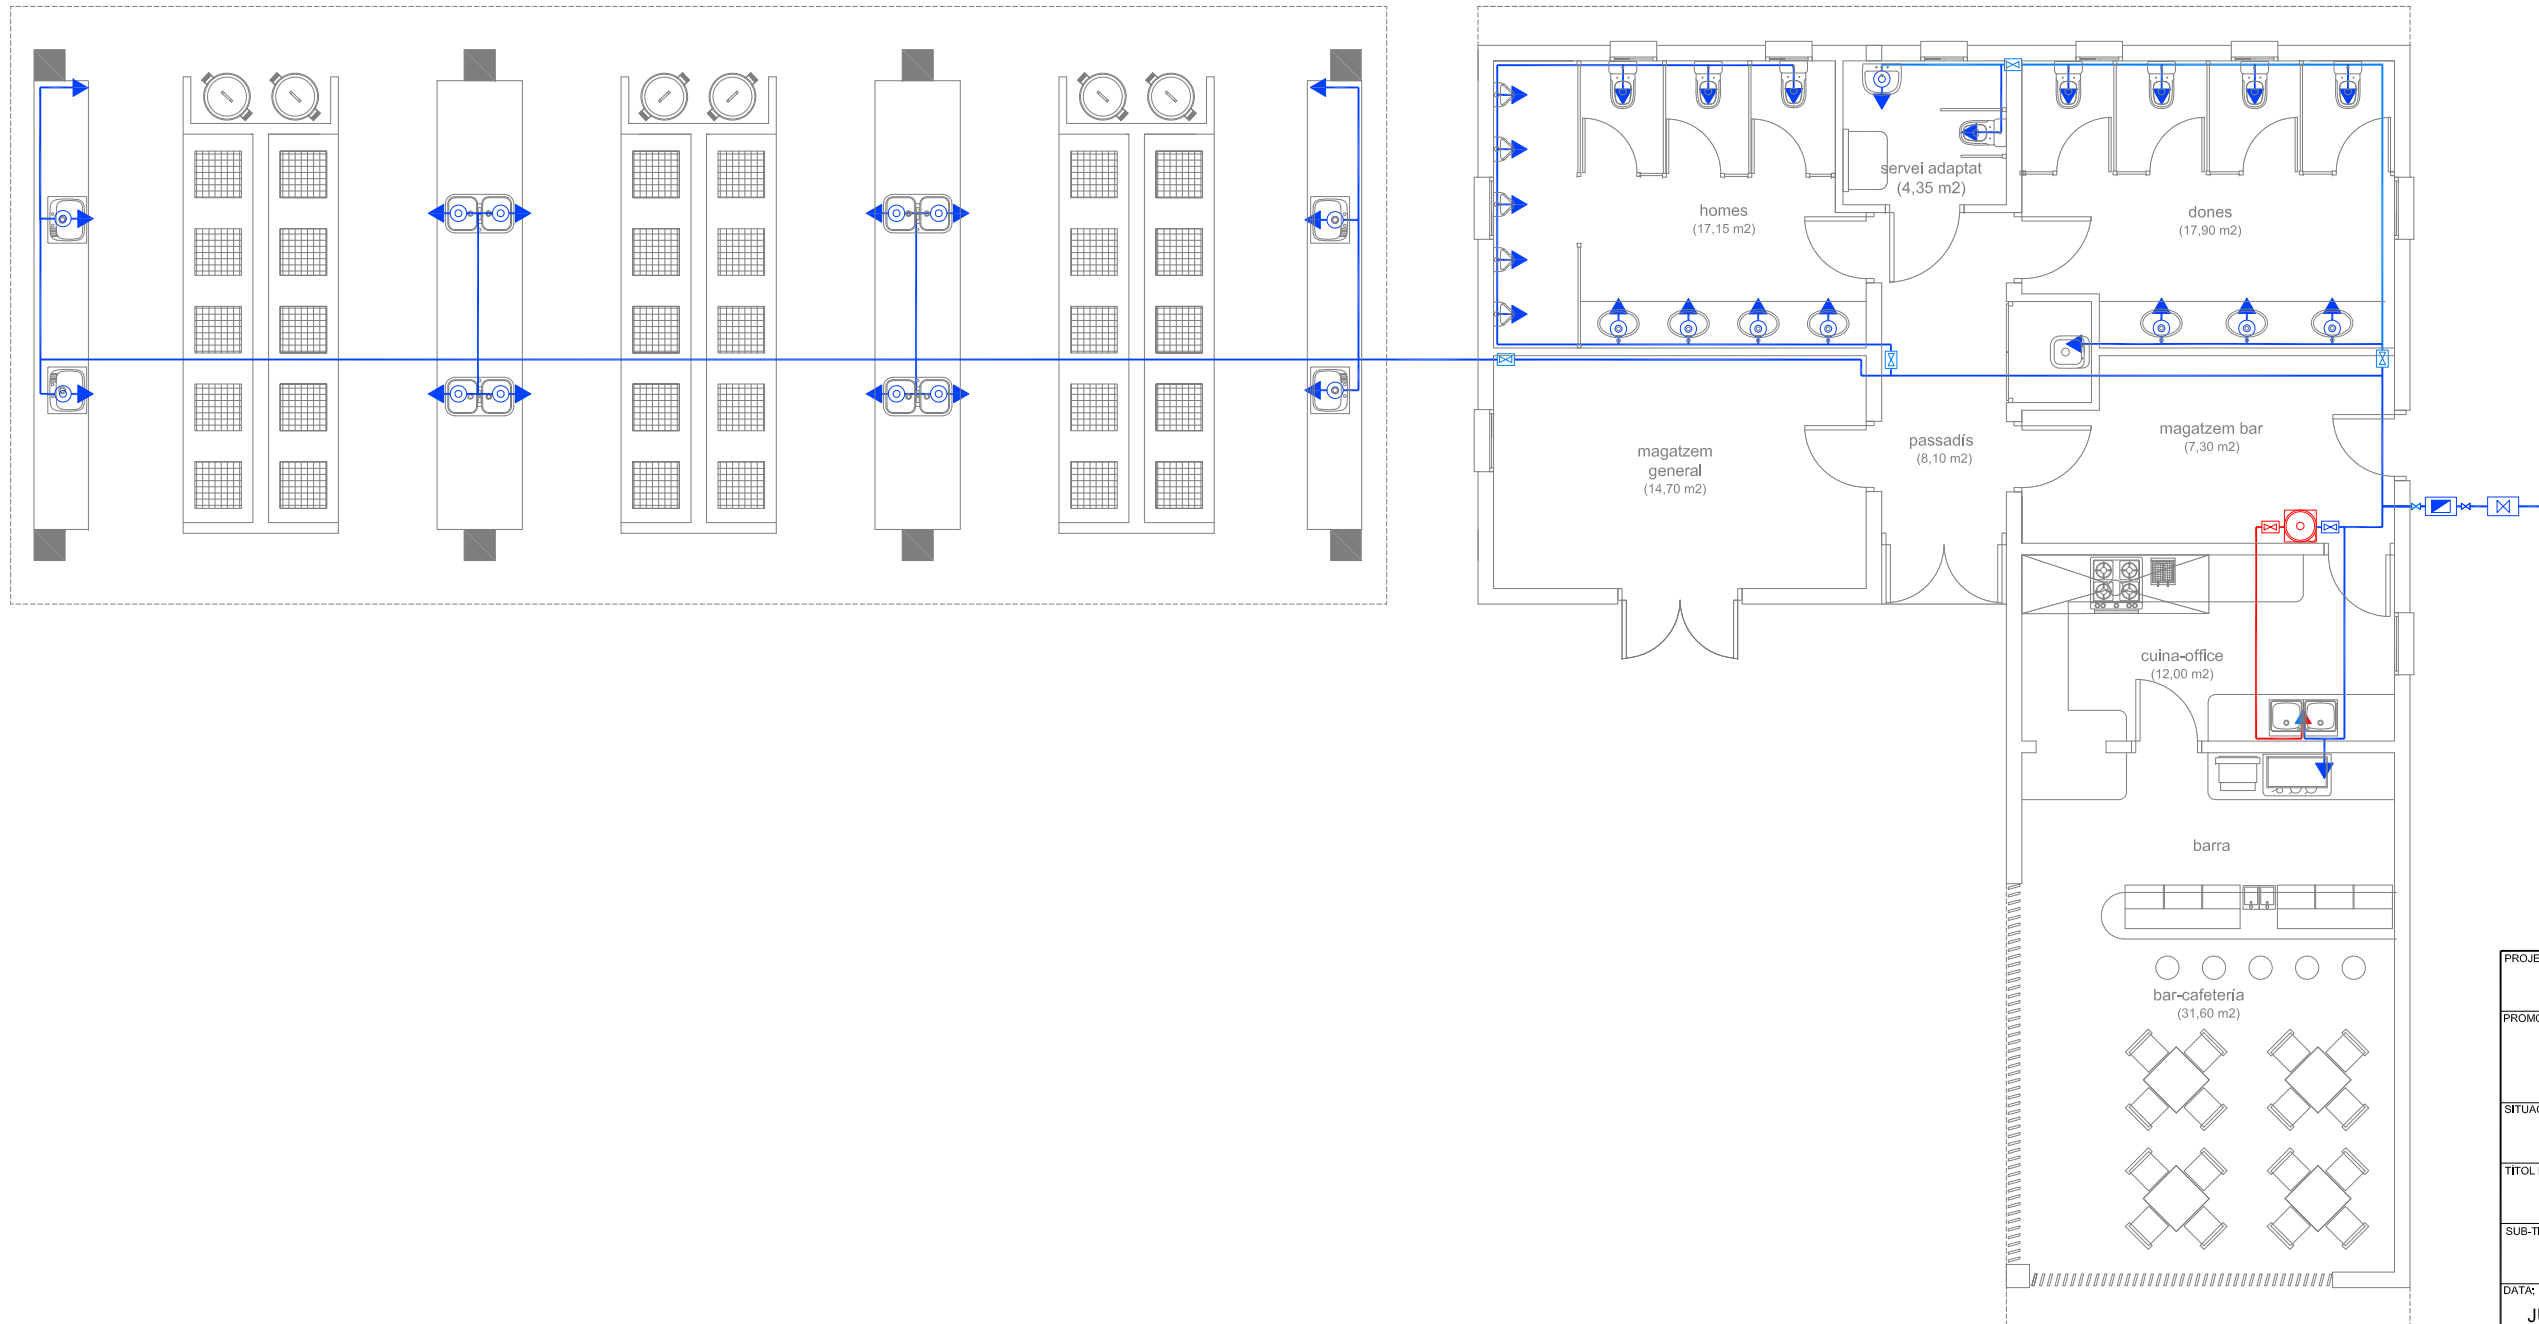 servei adaptat
(4,35 m2)
homes
(17,15 m2)
dones
(17,90 m2)
magatzem
general
(14,70 m2)
passadís
(8,10 m2)
magatzem bar
(7,30 m2)
cuina-office
(12,00 m2)
barra
bar-cafetería
(31,60 m2)
PROJE
PROMO
SITUAC
TÍTOL
SUB-TÍ
DATA: